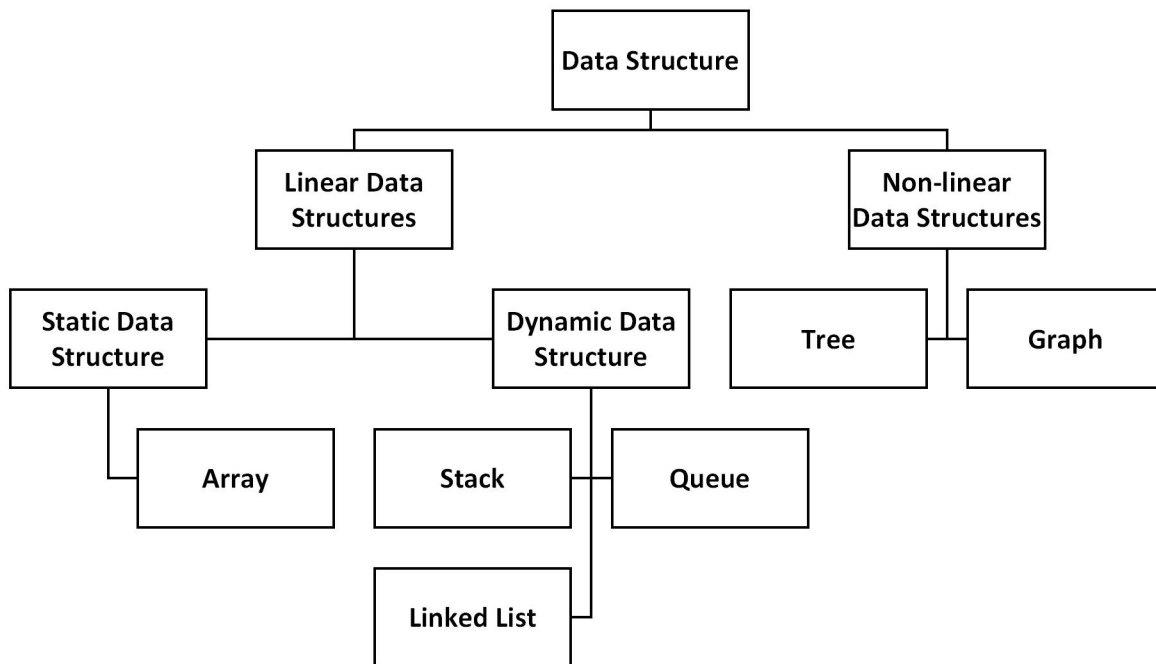 Data Structure
Linear Data
Structures
Non-linear
Data Structures
Static Data
Structure
Dynamic Data
Structure
Tree
Graph
Array
Stack
Queue
Linked List